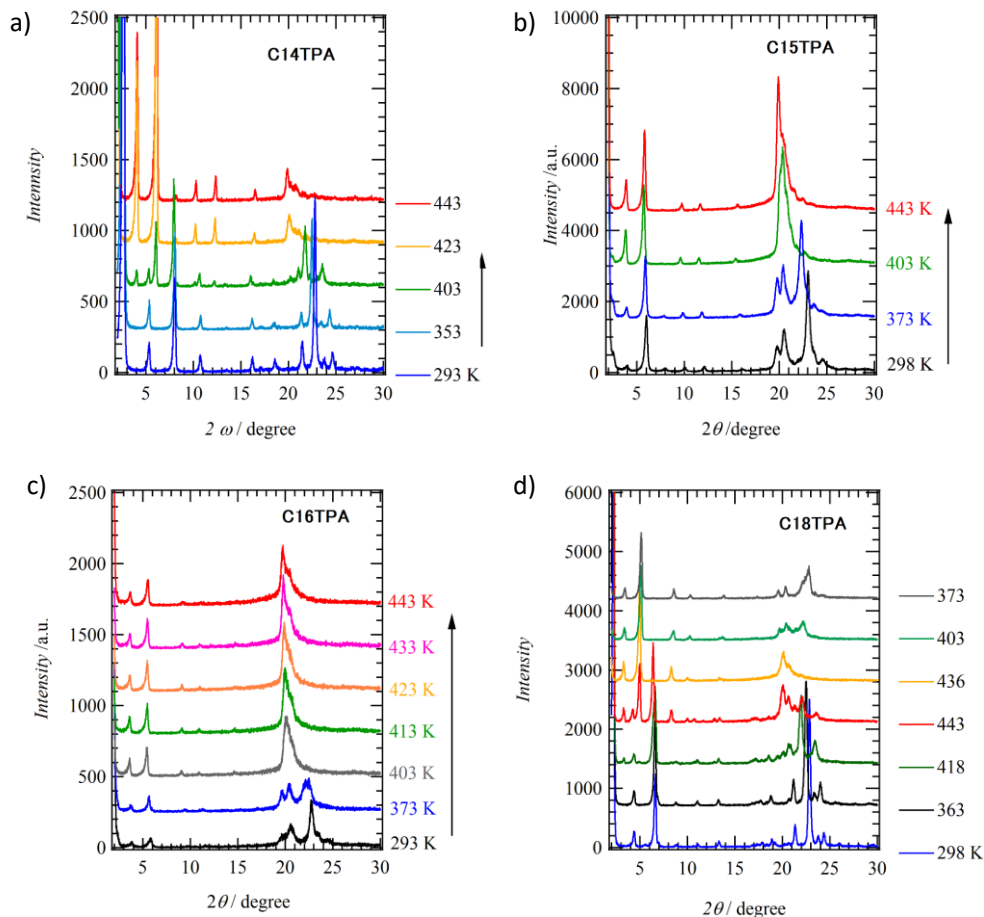 a)
C14TPA
Intennsity
2500
2000
1500
1000
500
0
443
423
403
353
293 K
5 10 15 20 25 30
2 ω / degree
b)
C15TPA
Intensity /a.u.
10000
8000
6000
4000
2000
0
443 K
403 K
373 K
298 K
5 10 15 20 25 30
2θ /degree
c)
C16TPA
Intensity /a.u.
2500
2000
1500
1000
500
0
443 K
433 K
423 K
413 K
403 K
373 K
293 K
5 10 15 20 25 30
2θ / degree
d)
C18TPA
Intensity
6000
5000
4000
3000
2000
1000
0
373
403
436
443
418
363
298 K
5 10 15 20 25 30
2θ / degree